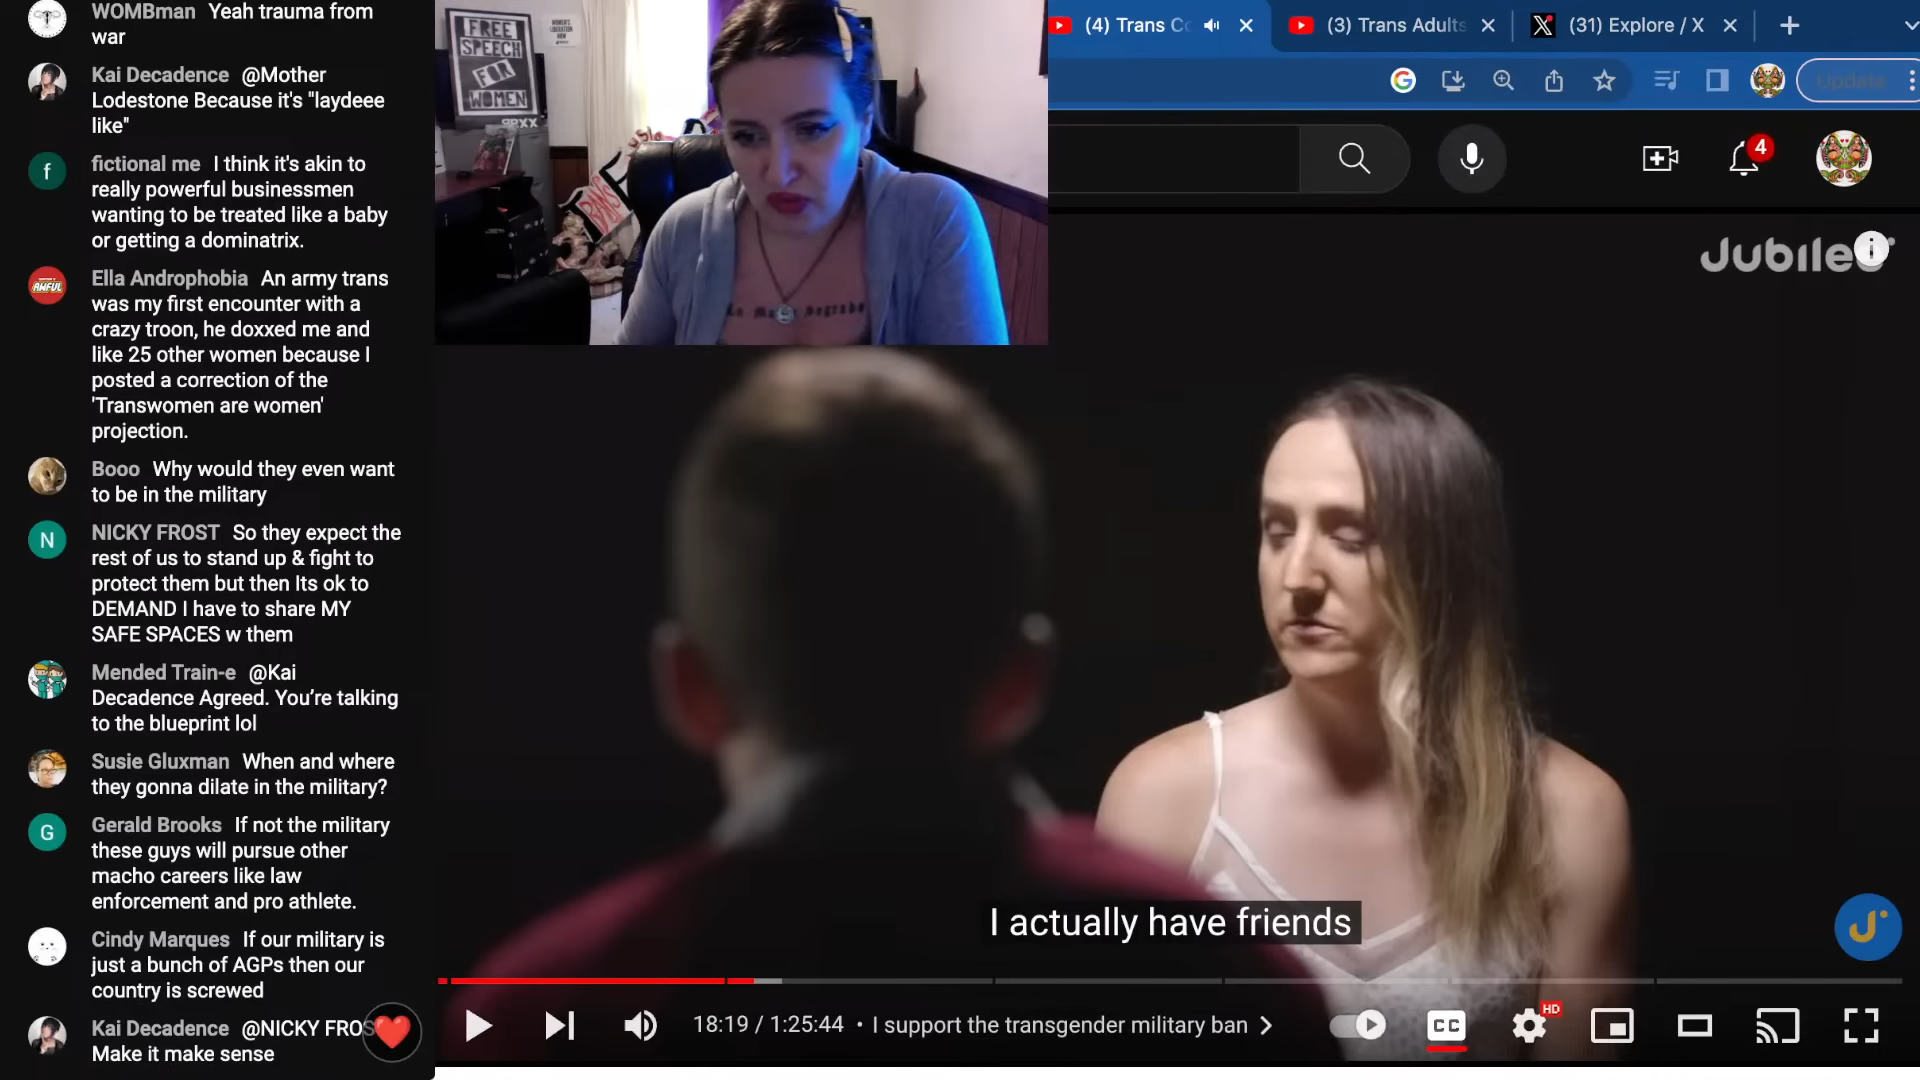 WOMBman Yeah trauma from
war
Kai Decadence @Mother
Lodestone Because it's "laydeee
like"
fictional me I think it's akin to
really powerful businessmen
wanting to be treated like a baby
or getting a dominatrix.
Ella Androphobia An army trans
was my first encounter with a
crazy troon, he doxxed me and
like 25 other women because I
posted a correction of the
'Transwomen are women'
projection.
Booo Why would they even want
to be in the military
NICKY FROST So they expect the
rest of us to stand up & fight to
protect them but then Its ok to
DEMAND I have to share MY
SAFE SPACES w them
Mended Train-e @Kai
Decadence Agreed. You’re talking
to the blueprint lol
Susie Gluxman When and where
they gonna dilate in the military?
Gerald Brooks If not the military
these guys will pursue other
macho careers like law
enforcement and pro athlete.
Cindy Marques If our military is
just a bunch of AGPs then our
country is screwed
Kai Decadence @NICKY FROS
Make it make sense
f
AWFUL
N
G
FREE
SPEECH
FOR
WOMEN
(4) Trans Co
(3) Trans Adults
(31) Explore / X
Update
4
Jubilee
I actually have friends
18:19 / 1:25:44 • I support the transgender military ban
CC
HD